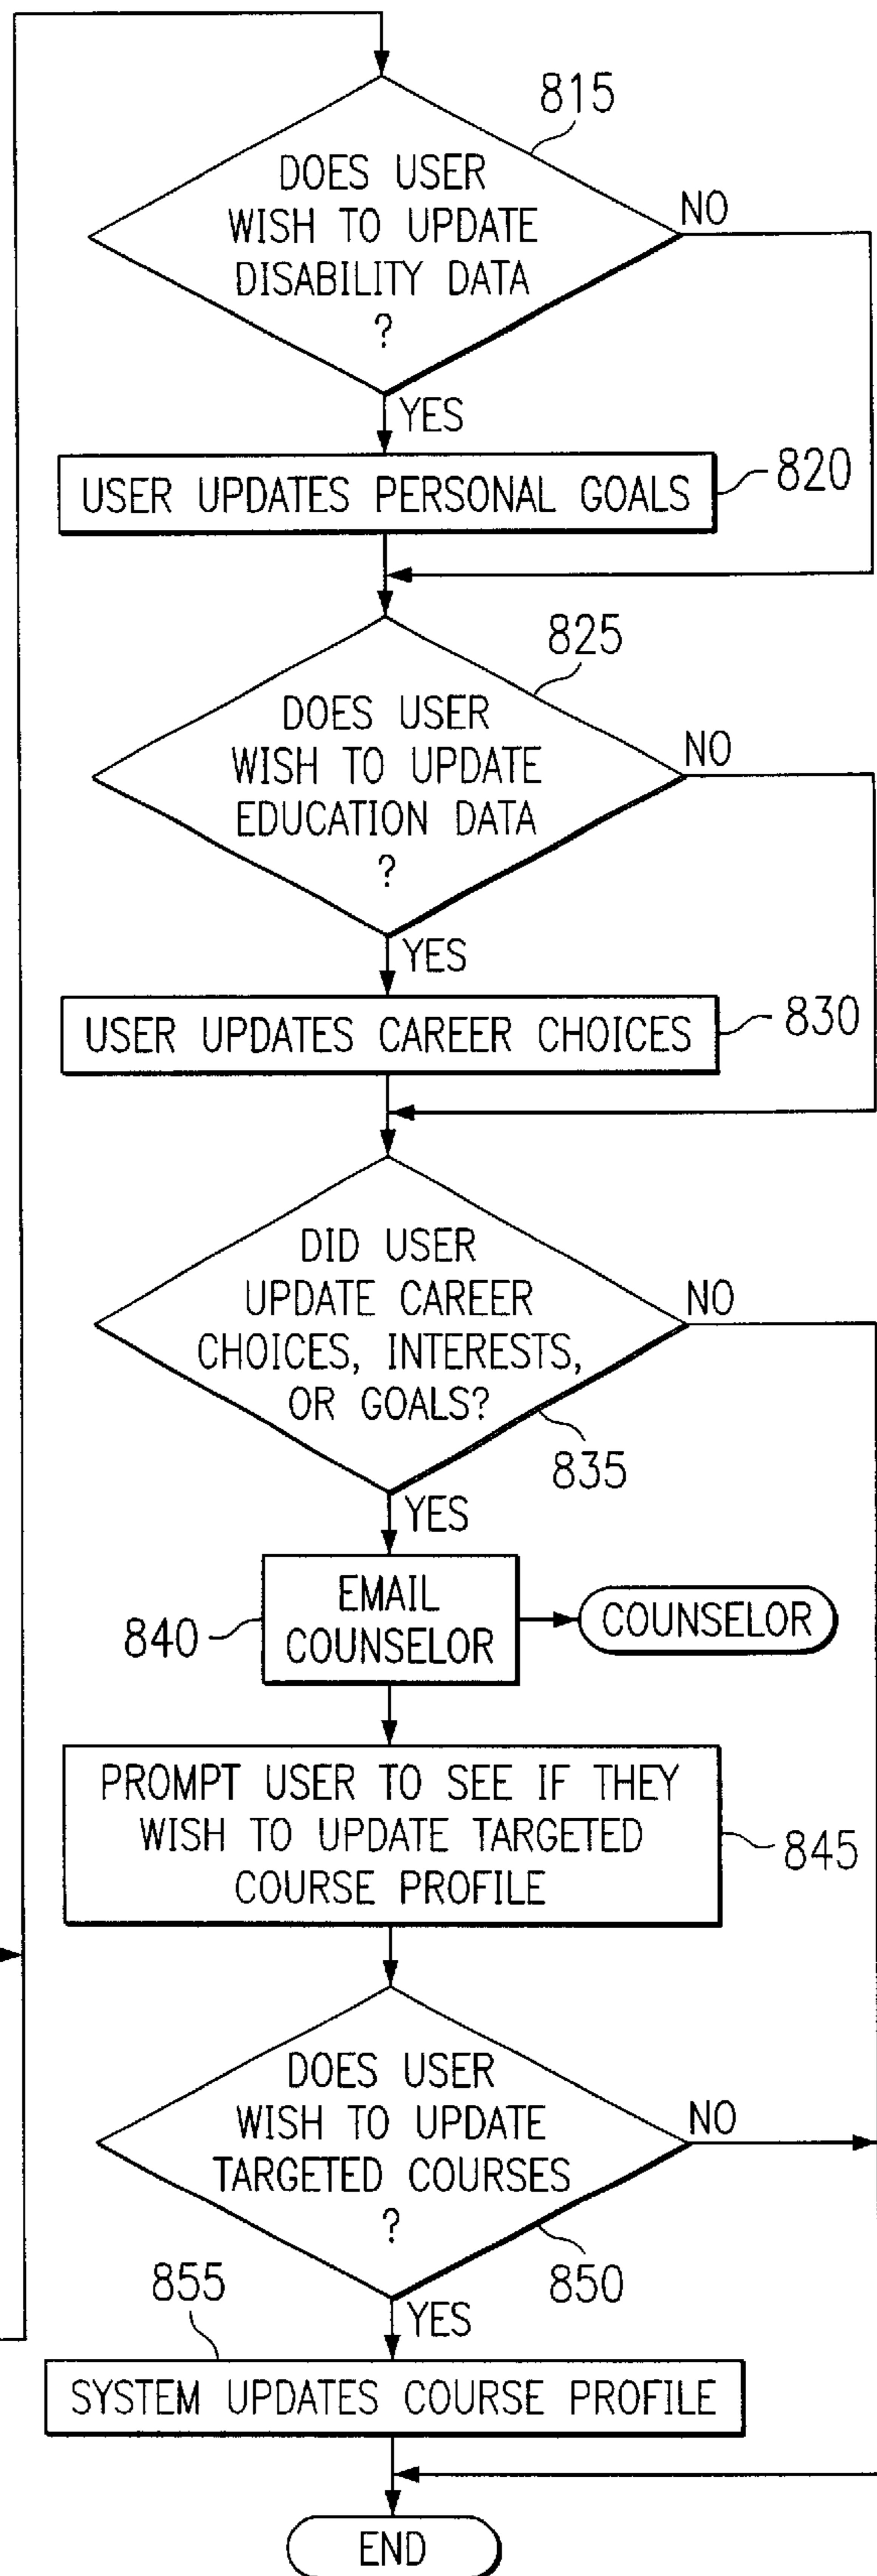 815
DOES USER
WISH TO UPDATE
DISABILITY DATA
?
NO
YES
USER UPDATES PERSONAL GOALS
820
825
DOES USER
WISH TO UPDATE
EDUCATION DATA
?
NO
YES
USER UPDATES CAREER CHOICES
830
DID USER
UPDATE CAREER
CHOICES, INTERESTS,
OR GOALS?
NO
835
YES
EMAIL
COUNSELOR
840
COUNSELOR
PROMPT USER TO SEE IF THEY
WISH TO UPDATE TARGETED
COURSE PROFILE
845
DOES USER
WISH TO UPDATE
TARGETED COURSES
?
NO
850
YES
855
SYSTEM UPDATES COURSE PROFILE
END